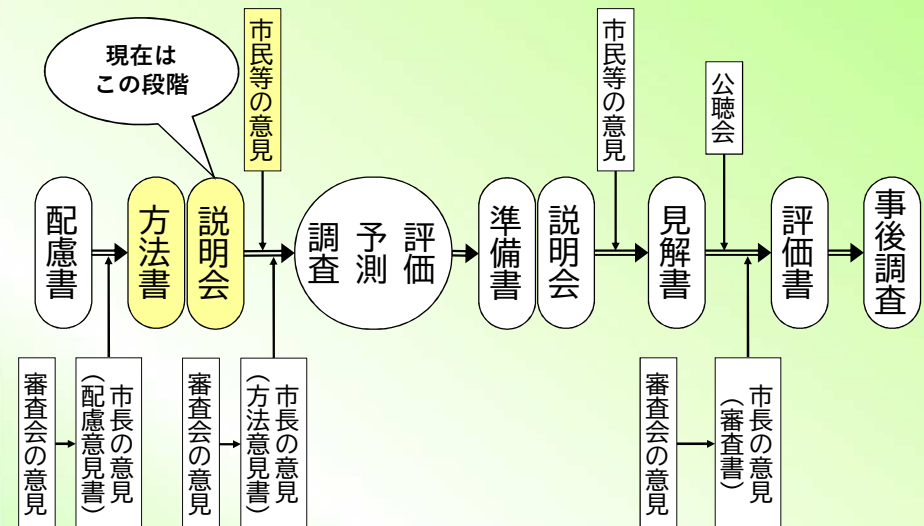 現在は
この段階
市民等の意見
市民等の意見
公聴会
配慮書
方法書
説明会
調査
予測
評価
準備書
説明会
見解書
評価書
事後調査
審査会の意見
市長の意見
（配慮意見書）
審査会の意見
市長の意見
（方法意見書）
審査会の意見
市長の意見
（審査書）